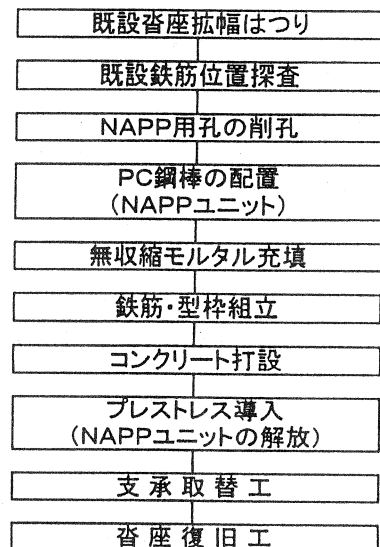 既設沓座拡幅はつり
既設鉄筋位置探査
NAPP用孔の削孔
PC鋼棒の配置
(NAPPユニット)
無収縮モルタル充填
鉄筋・型枠組立
コンクリート打設
プレストレス導入
(NAPPユニットの解放)
支承取替工
沓座復旧工